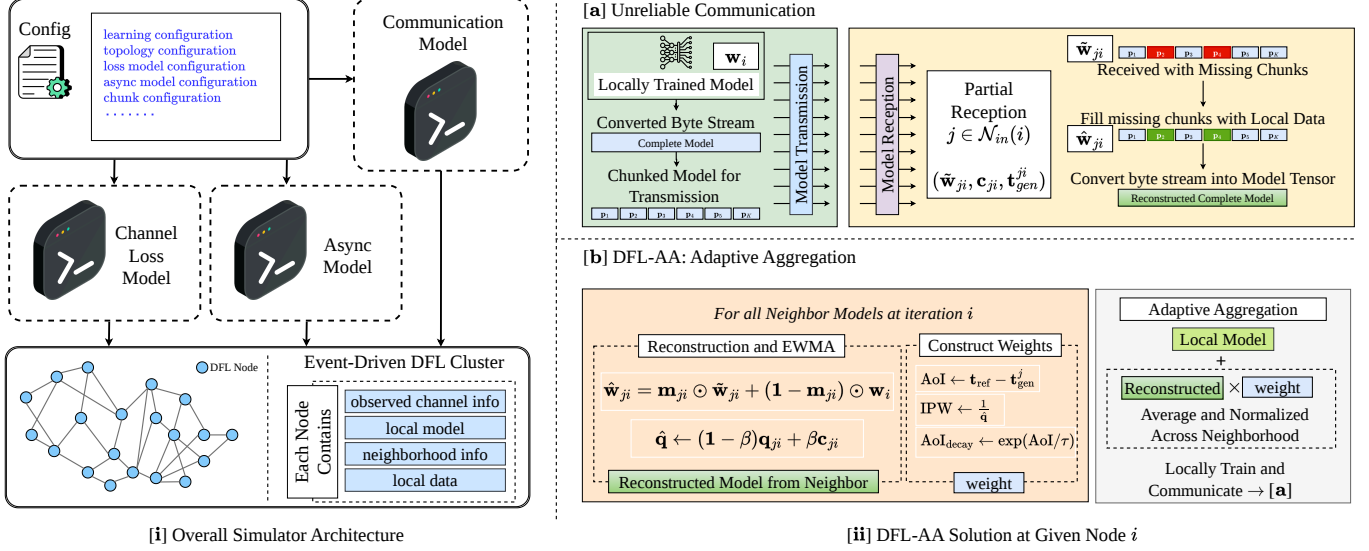 Config
learning configuration
topology configuration
loss model configuration
async model configuration
chunk configuration
. . . . . . .
Communication
Model
Channel
Loss
Model
Async
Model
DFL Node
Event-Driven DFL Cluster
Each Node
Contains
observed channel info
local model
neighborhood info
local data
[i] Overall Simulator Architecture
[a] Unreliable Communication
𝐰ᵢ
Locally Trained Model
Converted Byte Stream
Complete Model
Chunked Model for
Transmission
p₁ p₂ p₃ p₄ p₅ p_K
Model Transmission
Model Reception
Partial
Reception
j ∈ 𝒩_in(i)
(w̃_ji, c_ji, t^ji_gen)
w̃_ji
p₁ p₂ p₃ p₄ p₅ p_K
Received with Missing Chunks
Fill missing chunks with Local Data
ŵ_ji
p₁ p₂ p₃ p₄ p₅ p_K
Convert byte stream into Model Tensor
Reconstructed Complete Model
[b] DFL-AA: Adaptive Aggregation
For all Neighbor Models at iteration i
Reconstruction and EWMA
ŵ_ji = m_ji ⊙ w̃_ji + (1 − m_ji) ⊙ w_i
q̂ ← (1 − β)q_ji + βc_ji
Reconstructed Model from Neighbor
Construct Weights
AoI ← t_ref − t^j_gen
IPW ← 1/q̂
AoI_decay ← exp(AoI/τ)
weight
Adaptive Aggregation
Local Model
+
Reconstructed × weight
Average and Normalized
Across Neighborhood
Locally Train and
Communicate → [a]
[ii] DFL-AA Solution at Given Node i